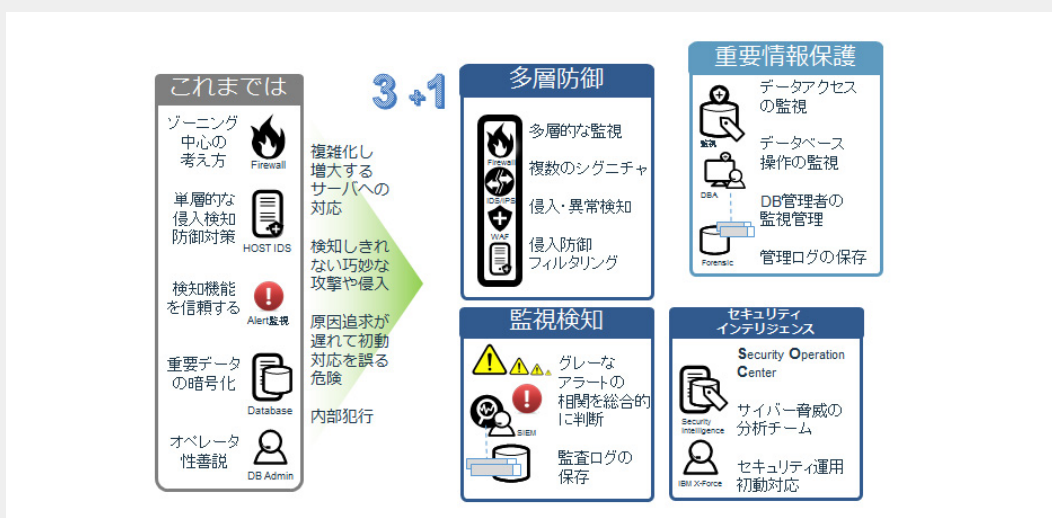 これまでは
ゾーニング
中心の
考え方
Firewall
単層的な
侵入検知
防御対策
HOST IDS
検知機能
を信頼する
Alert監視
重要データ
の暗号化
Database
オペレータ
性善説
DB Admin
複雑化し
増大する
サーバへの
対応
検知しきれ
ない巧妙な
攻撃や侵入
原因追求が
遅れて初動
対応を誤る
危険
内部犯行
3+1
多層防御
Firewall
IDS/IPS
WAF
多層的な監視
複数のシグニチャ
侵入・異常検知
侵入防御
フィルタリング
重要情報保護
監視
データアクセス
の監視
DBA
データベース
操作の監視
DB管理者の
監視管理
Forensic
管理ログの保存
監視検知
グレーな
アラートの
相関を総合的
に判断
SIEM
監査ログの
保存
セキュリティ
インテリジェンス
Security Operation
Center
Security
Intelligence
サイバー脅威の
分析チーム
IBM X-Force
セキュリティ運用
初動対応